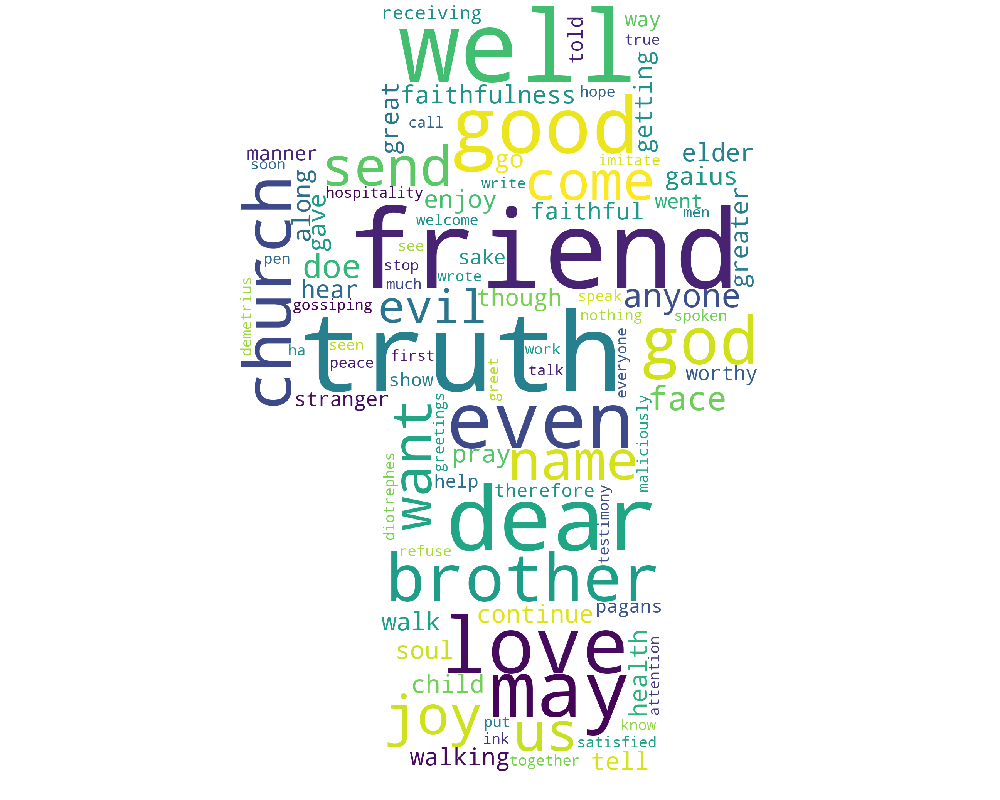 receiving
well
told
way
true
faithfulness
hope
getting
great
call
good
go
imitate
manner
soon
send
come
elder
gaius
hospitality
write
enjoy
went
men
church
along
gave
welcome
faithful
greater
friend
pen
doe
see
stop
sake
wrote
much
hear
gossiping
evil
though
speak
nothing
anyone
spoken
god
demetrius
ha
seen
peace
first
truth
work
talk
everyone
worthy
stranger
show
greet
face
want
greetings
even
maliciously
pray
name
diotrephes
help
therefore
testimony
dear
refuse
brother
continue
pagans
walk
soul
love
health
attention
child
may
joy
put
ink
us
know
satisfied
walking
together
tell